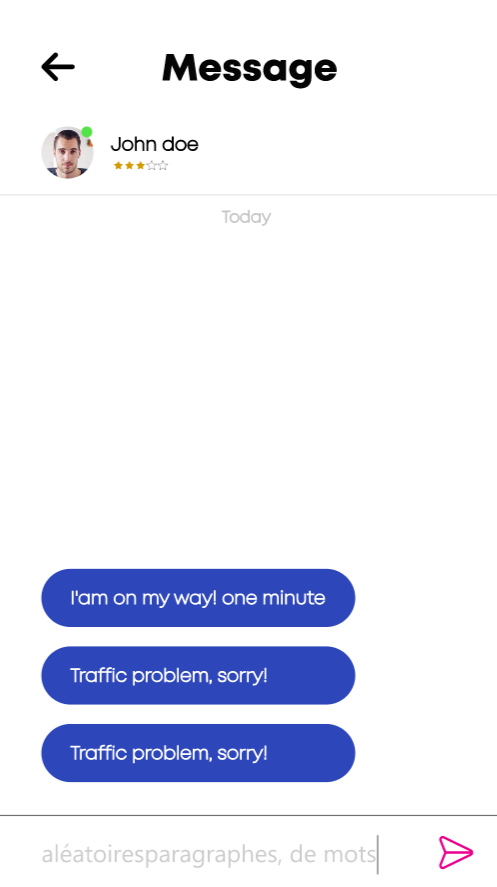 Message
John doe
Today
I'am on my way! one minute
Traffic problem, sorry!
Traffic problem, sorry!
aléatoiresparagraphes, de mots